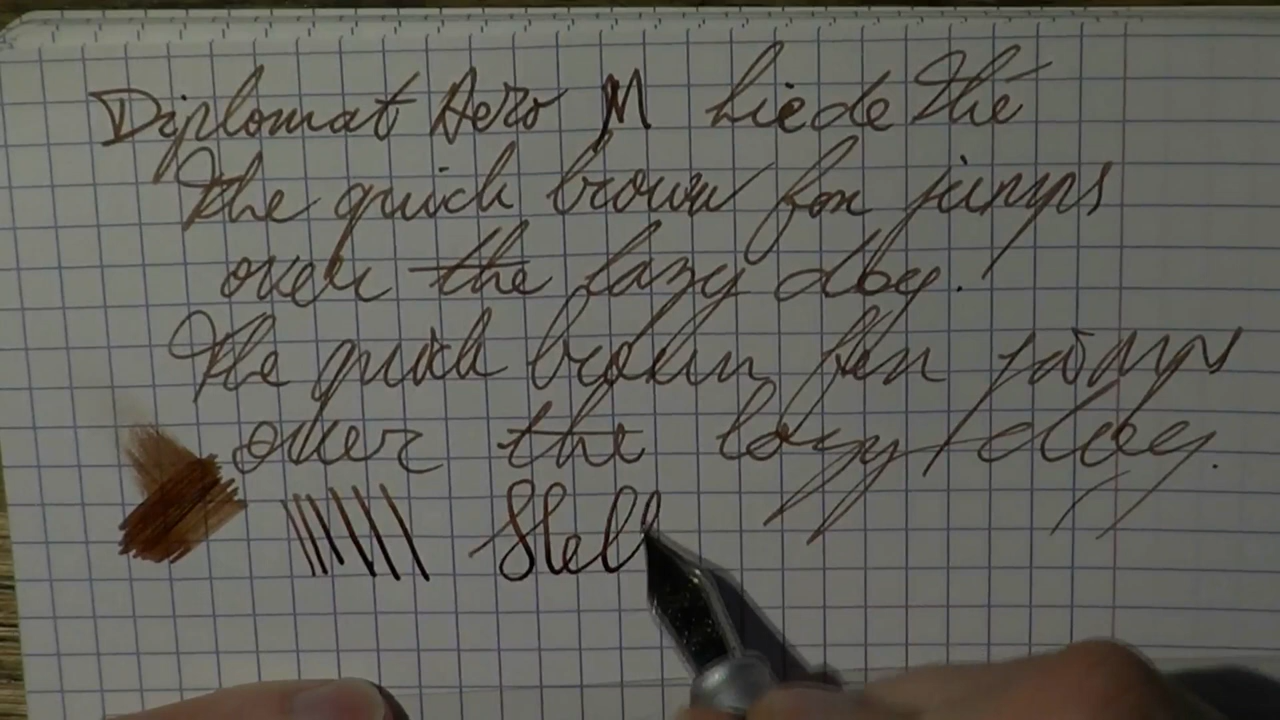 Diplomat Aero M
The quick brown fox jumps
over the lazy dog.
The quick brown fox jumps
over the lazy dog.